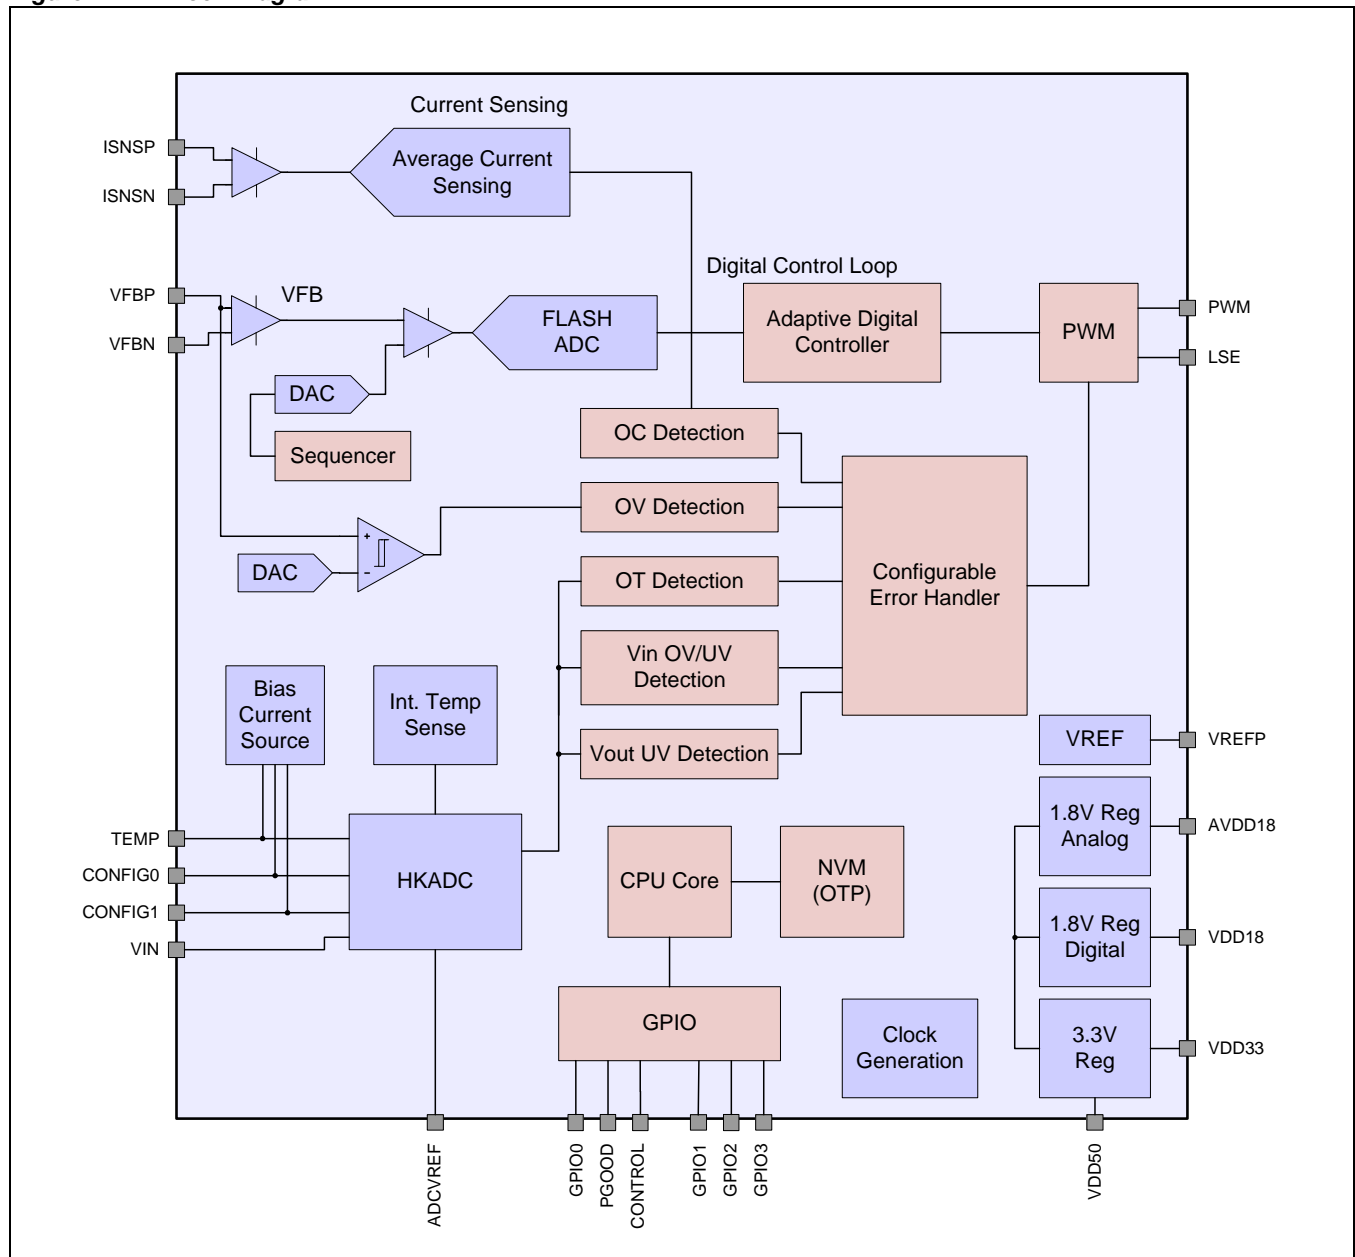 Current Sensing
ISNSP
ISNSN
Average Current
Sensing
Digital Control Loop
VFBP
VFBN
VFB
FLASH
ADC
Adaptive Digital
Controller
PWM
PWM
LSE
DAC
Sequencer
OC Detection
OV Detection
+
-
DAC
OT Detection
Configurable
Error Handler
Vin OV/UV
Detection
Vout UV Detection
Bias
Current
Source
Int. Temp
Sense
VREF
VREFP
TEMP
CONFIG0
CONFIG1
VIN
HKADC
CPU Core
NVM
(OTP)
1.8V Reg
Analog
AVDD18
1.8V Reg
Digital
VDD18
GPIO
Clock
Generation
3.3V
Reg
VDD33
ADCVREF
GPIO0
PGOOD
CONTROL
GPIO1
GPIO2
GPIO3
VDD50